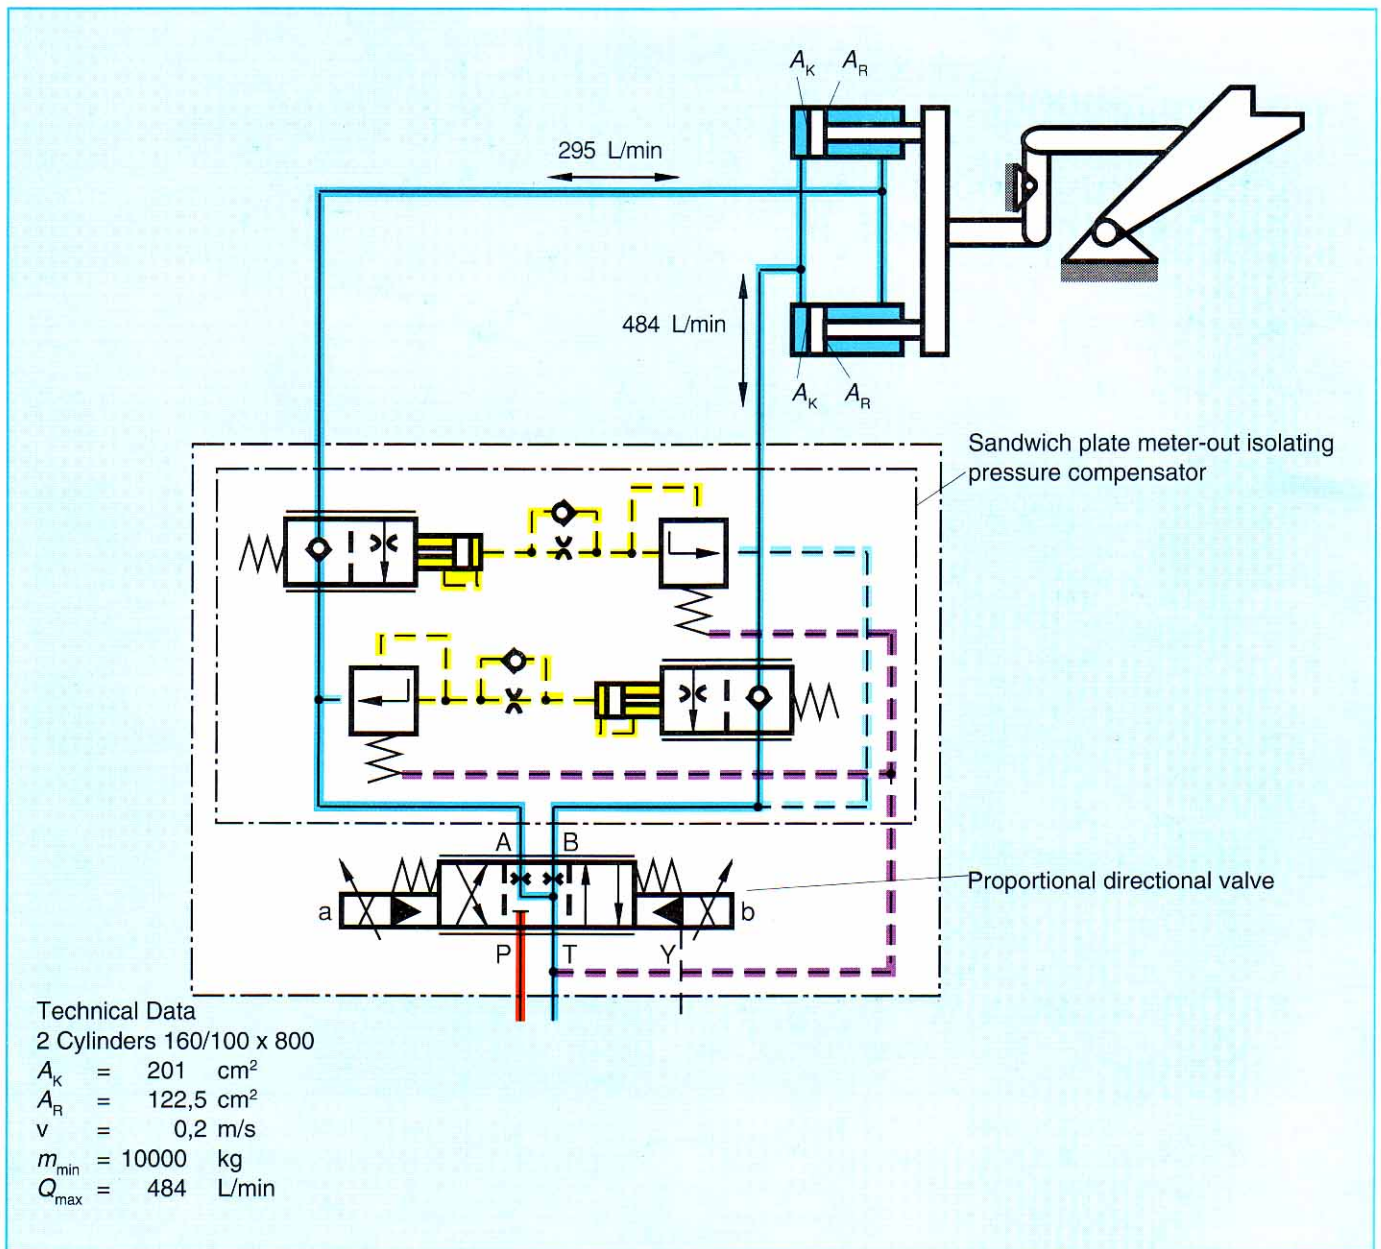 A_K A_R
295 L/min
484 L/min
A_K A_R
Sandwich plate meter-out isolating
pressure compensator
A B
a b
Proportional directional valve
P T Y
Technical Data
2 Cylinders 160/100 x 800
A_K = 201 cm²
A_R = 122,5 cm²
v = 0,2 m/s
m_min = 10000 kg
Q_max = 484 L/min